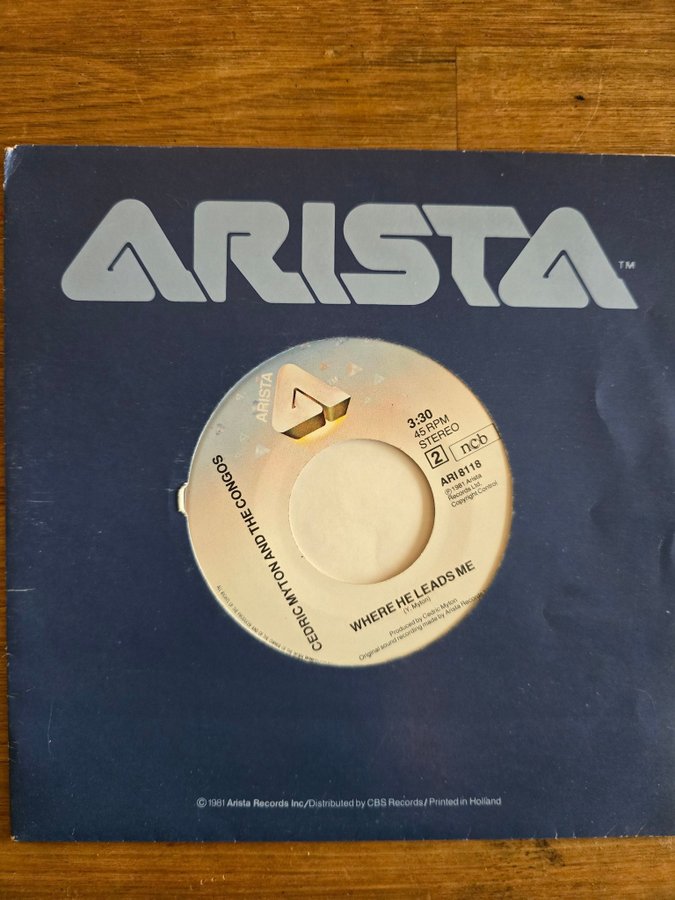 ARISTA™
ARISTA
3:30
45 RPM
STEREO
2
ncb
ARI 8118
℗ 1981 Arista
Records Ltd.
Copyright Control
CEDRIC MYTON AND THE CONGOS
WHERE HE LEADS ME
(Y. Myton)
Produced by Cedric Myton
Original sound recording made by Arista Records
© 1981 Arista Records Inc/Distributed by CBS Records/Printed in Holland